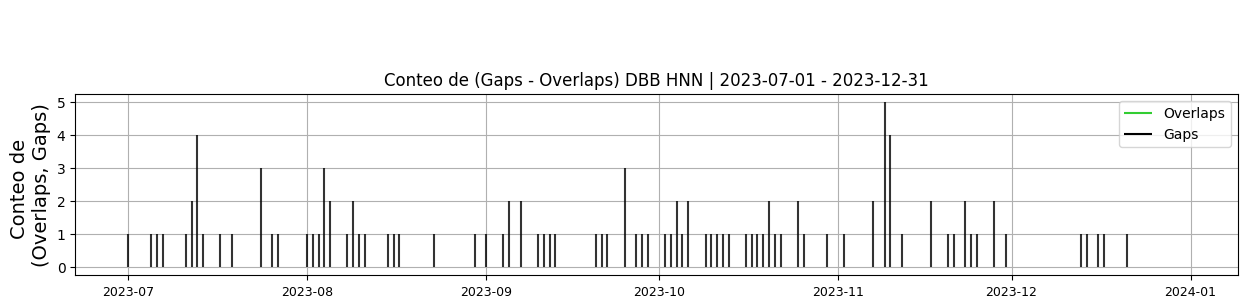 Conteo de (Gaps - Overlaps) DBB HNN | 2023-07-01 - 2023-12-31
Conteo de
(Overlaps, Gaps)
5
4
3
2
1
0
Overlaps
Gaps
2023-07
2023-08
2023-09
2023-10
2023-11
2023-12
2024-01